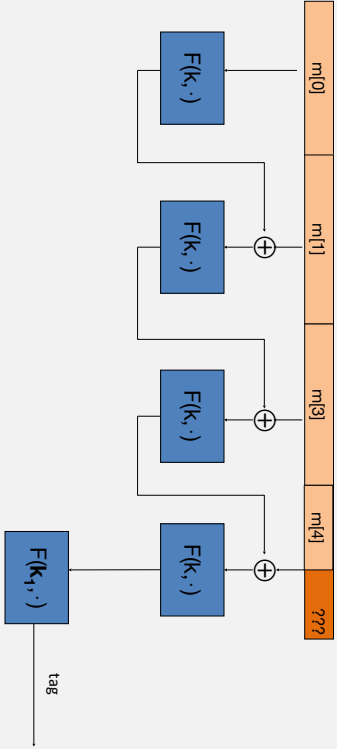 m[0]
m[1]
m[3]
m[4]
???
F(k, ·)
F(k, ·)
F(k, ·)
F(k, ·)
F(k₁, ·)
tag